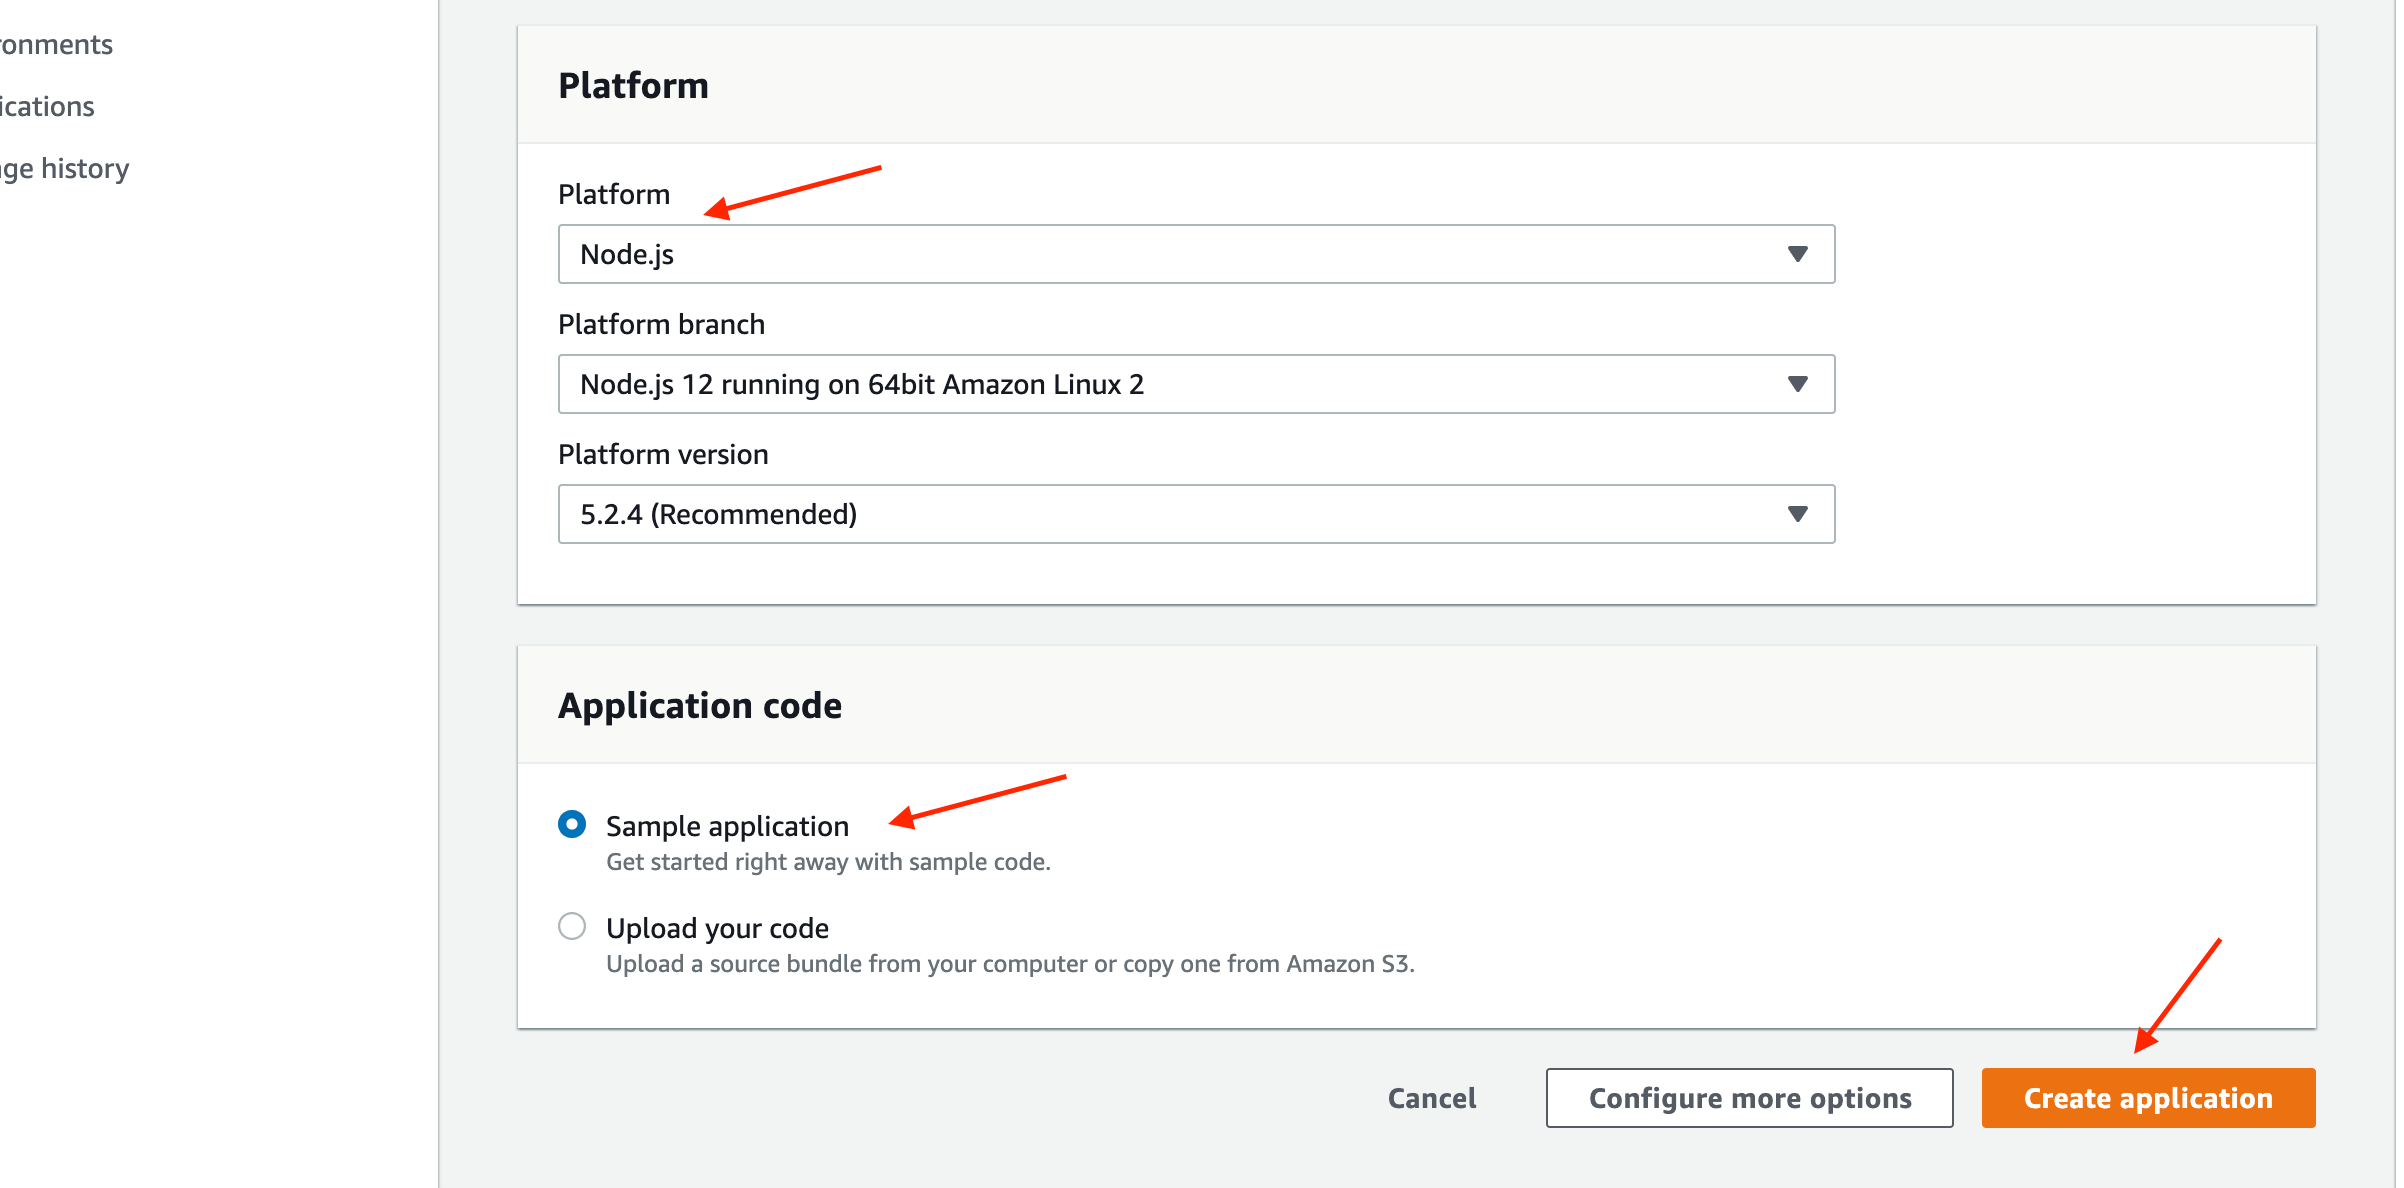 onments
ications
ge history
Platform
Platform
Node.js
Platform branch
Node.js 12 running on 64bit Amazon Linux 2
Platform version
5.2.4 (Recommended)
Application code
Sample application
Get started right away with sample code.
Upload your code
Upload a source bundle from your computer or copy one from Amazon S3.
Cancel
Configure more options
Create application